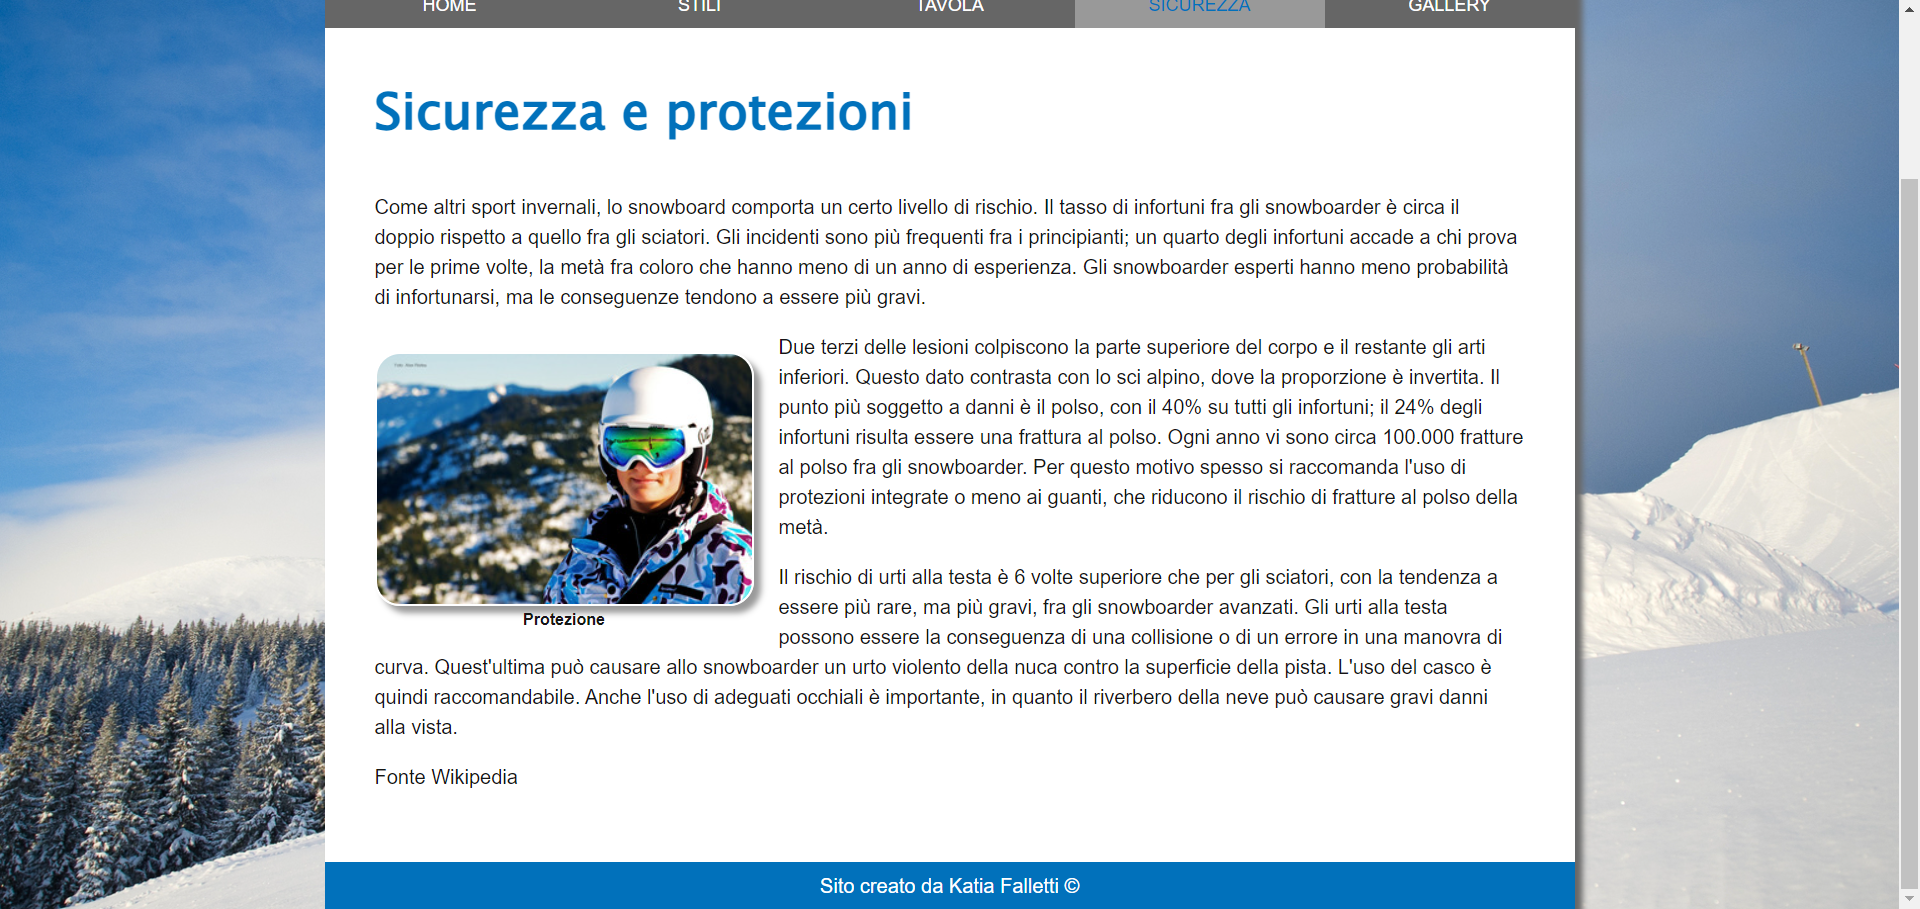 HOME
STILI
TAVOLA
SICUREZZA
GALLERY
Sicurezza e protezioni
Come altri sport invernali, lo snowboard comporta un certo livello di rischio. Il tasso di infortuni fra gli snowboarder è circa il
doppio rispetto a quello fra gli sciatori. Gli incidenti sono più frequenti fra i principianti; un quarto degli infortuni accade a chi prova
per le prime volte, la metà fra coloro che hanno meno di un anno di esperienza. Gli snowboarder esperti hanno meno probabilità
di infortunarsi, ma le conseguenze tendono a essere più gravi.
Due terzi delle lesioni colpiscono la parte superiore del corpo e il restante gli arti
inferiori. Questo dato contrasta con lo sci alpino, dove la proporzione è invertita. Il
punto più soggetto a danni è il polso, con il 40% su tutti gli infortuni; il 24% degli
infortuni risulta essere una frattura al polso. Ogni anno vi sono circa 100.000 fratture
al polso fra gli snowboarder. Per questo motivo spesso si raccomanda l'uso di
protezioni integrate o meno ai guanti, che riducono il rischio di fratture al polso della
metà.
Protezione
Il rischio di urti alla testa è 6 volte superiore che per gli sciatori, con la tendenza a
essere più rare, ma più gravi, fra gli snowboarder avanzati. Gli urti alla testa
possono essere la conseguenza di una collisione o di un errore in una manovra di
curva. Quest'ultima può causare allo snowboarder un urto violento della nuca contro la superficie della pista. L'uso del casco è
quindi raccomandabile. Anche l'uso di adeguati occhiali è importante, in quanto il riverbero della neve può causare gravi danni
alla vista.
Fonte Wikipedia
Sito creato da Katia Falletti ©